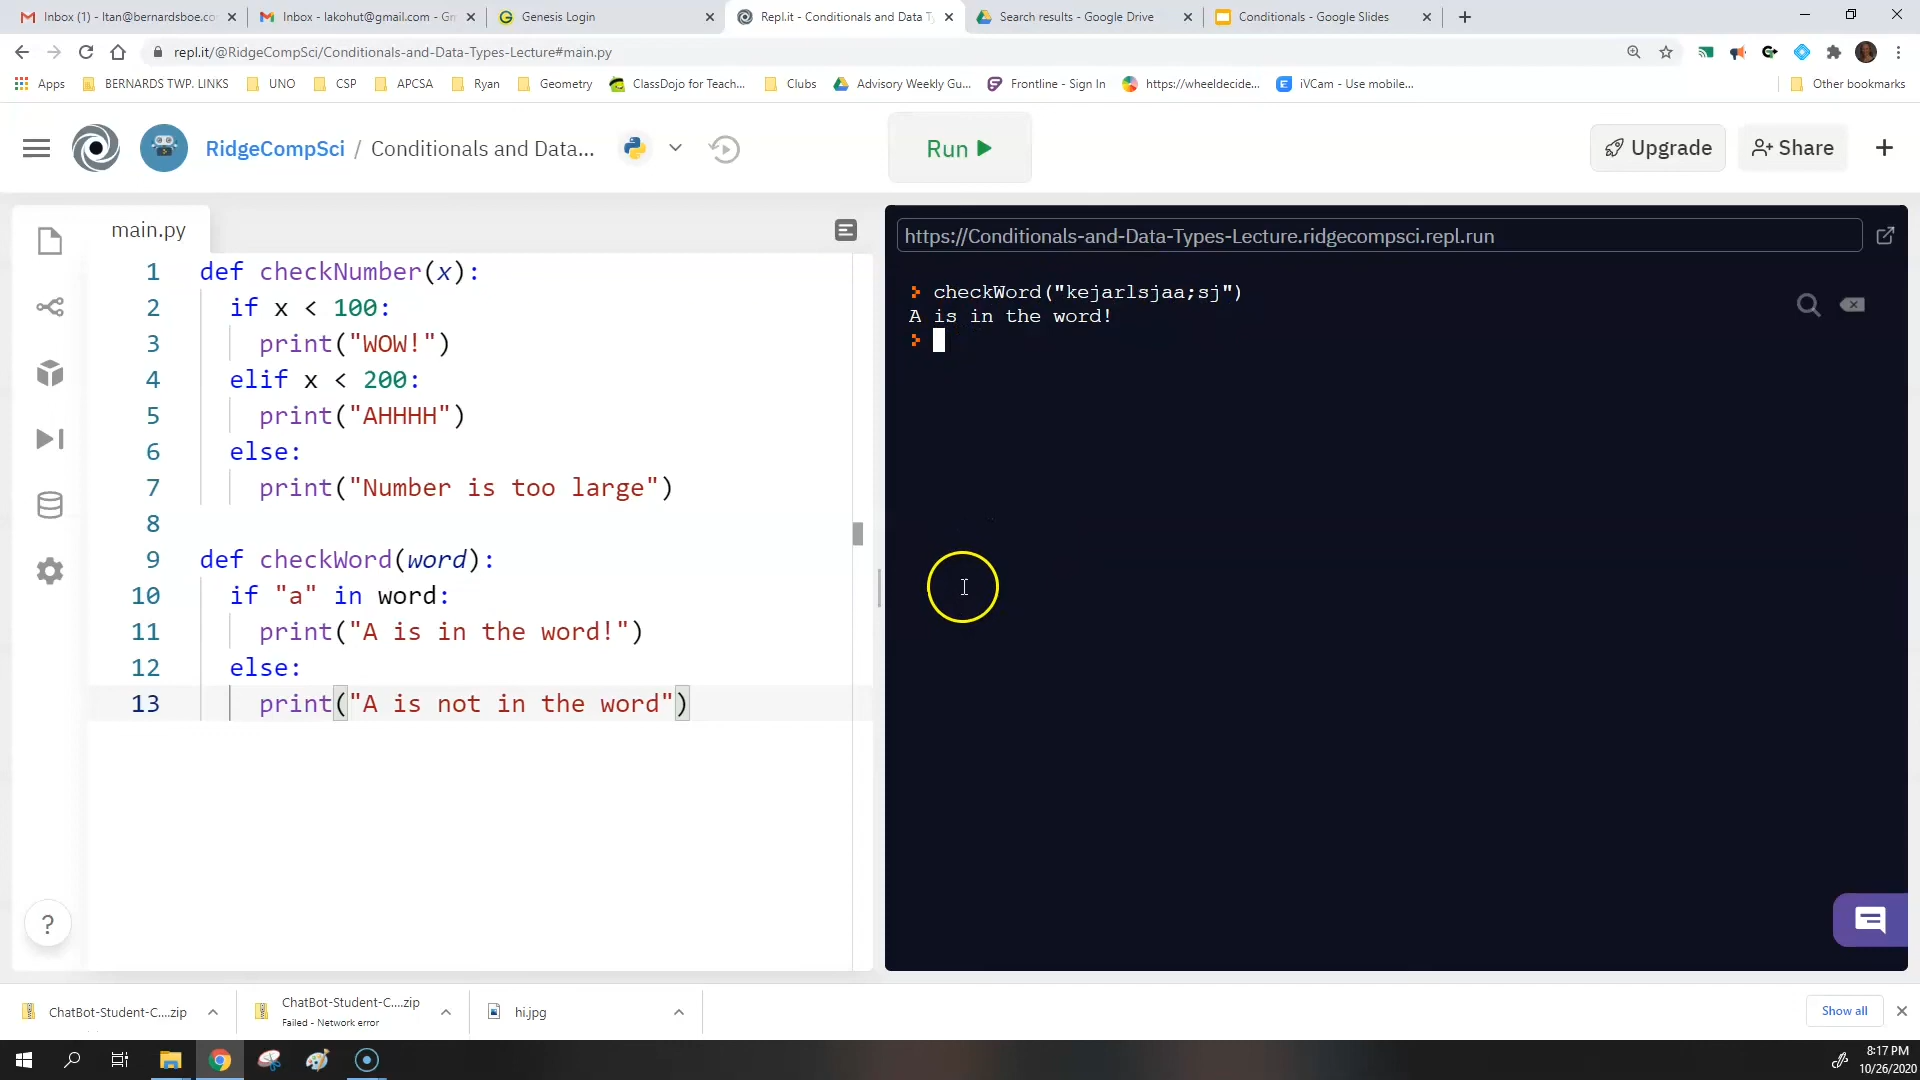 Inbox (1) - ltan@bernardsboe.co
Inbox - lakohut@gmail.com - Gm
Genesis Login
Repl.it - Conditionals and Data T
Search results - Google Drive
Conditionals - Google Slides
repl.it/@RidgeCompSci/Conditionals-and-Data-Types-Lecture#main.py
Apps
BERNARDS TWP. LINKS
UNO
CSP
APCSA
Ryan
Geometry
ClassDojo for Teach...
Clubs
Advisory Weekly Gu...
Frontline - Sign In
https://wheeldecide...
iVCam - Use mobile...
Other bookmarks
RidgeCompSci / Conditionals and Data...
Run
Upgrade
Share
main.py
1 def checkNumber(x):
2 if x < 100:
3 print("WOW!")
4 elif x < 200:
5 print("AHHHH")
6 else:
7 print("Number is too large")
8
9 def checkWord(word):
10 if "a" in word:
11 print("A is in the word!")
12 else:
13 print("A is not in the word")
?
https://Conditionals-and-Data-Types-Lecture.ridgecompsci.repl.run
checkWord("kejarlsjaa;sj")
A is in the word!
ChatBot-Student-C....zip
ChatBot-Student-C....zip
Failed - Network error
hi.jpg
Show all
8:17 PM
10/26/2020